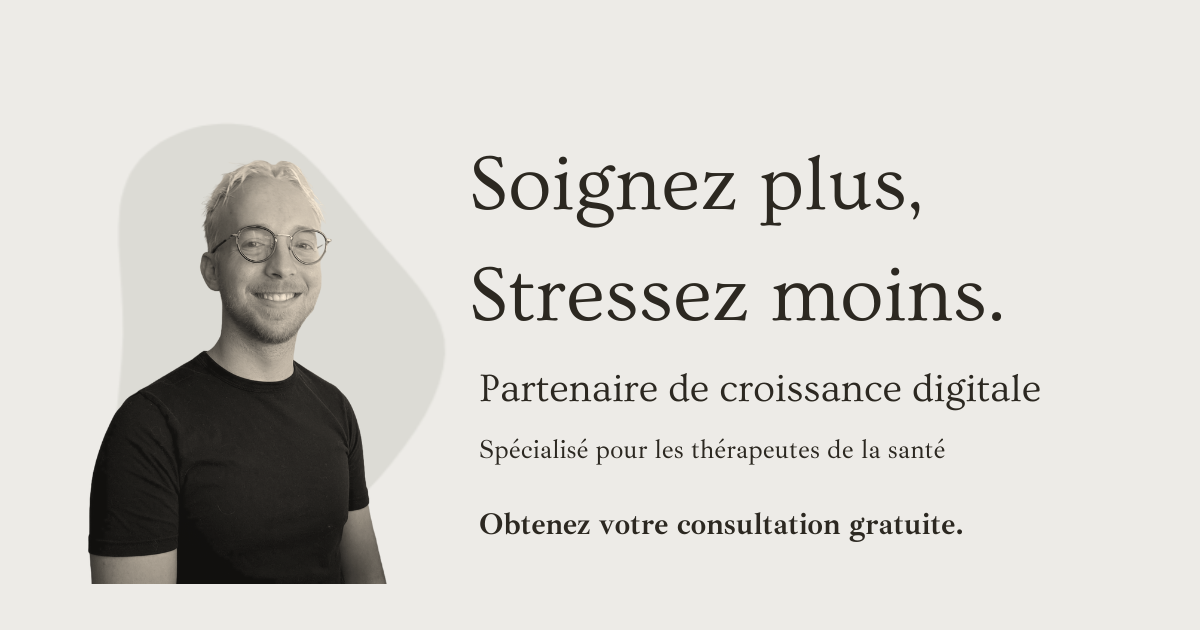 Soignez plus,
Stressez moins.
Partenaire de croissance digitale
Spécialisé pour les thérapeutes de la santé
Obtenez votre consultation gratuite.